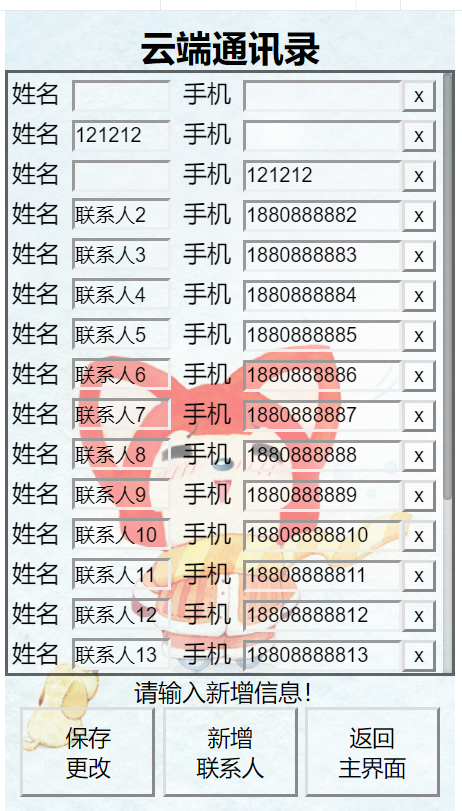 云端通讯录
姓名 手机 x
姓名 121212 手机 x
姓名 手机 121212 x
姓名 联系人2 手机 1880888882 x
姓名 联系人3 手机 1880888883 x
姓名 联系人4 手机 1880888884 x
姓名 联系人5 手机 1880888885 x
姓名 联系人6 手机 1880888886 x
姓名 联系人7 手机 1880888887 x
姓名 联系人8 手机 1880888888 x
姓名 联系人9 手机 1880888889 x
姓名 联系人10 手机 18808888810 x
姓名 联系人11 手机 18808888811 x
姓名 联系人12 手机 18808888812 x
姓名 联系人13 手机 18808888813 x
请输入新增信息!
保存 新增 返回
更改 联系人 主界面